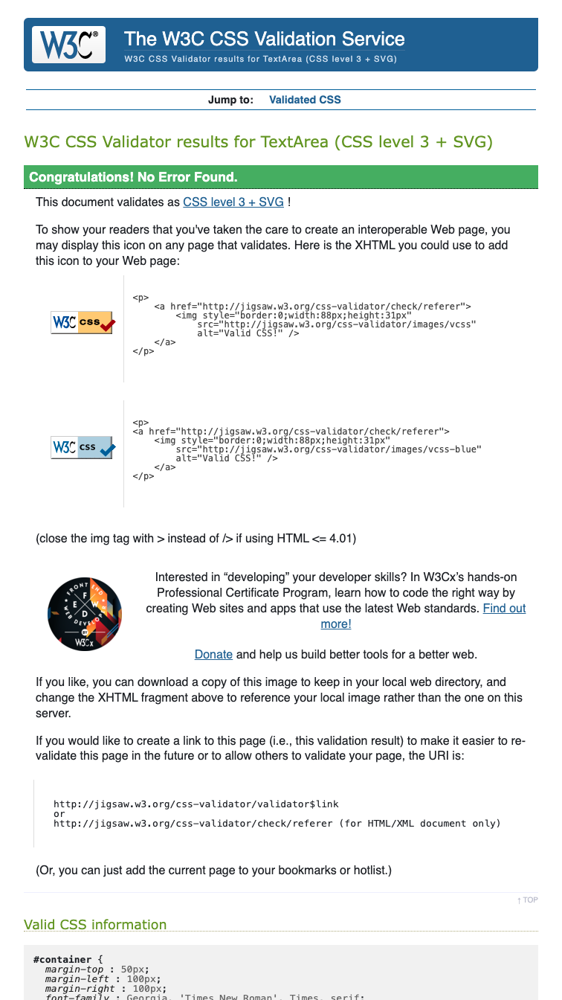 W3C®
The W3C CSS Validation Service
W3C CSS Validator results for TextArea (CSS level 3 + SVG)
Jump to: Validated CSS
W3C CSS Validator results for TextArea (CSS level 3 + SVG)
Congratulations! No Error Found.
This document validates as CSS level 3 + SVG !
To show your readers that you've taken the care to create an interoperable Web page, you
may display this icon on any page that validates. Here is the XHTML you could use to add
this icon to your Web page:
W3C CSS
<p>
    <a href="http://jigsaw.w3.org/css-validator/check/referer">
        <img style="border:0;width:88px;height:31px"
            src="http://jigsaw.w3.org/css-validator/images/vcss"
            alt="Valid CSS!" />
    </a>
</p>
W3C CSS
<p>
<a href="http://jigsaw.w3.org/css-validator/check/referer">
    <img style="border:0;width:88px;height:31px"
        src="http://jigsaw.w3.org/css-validator/images/vcss-blue"
        alt="Valid CSS!" />
    </a>
</p>
(close the img tag with > instead of /> if using HTML <= 4.01)
FRONT END
F
E W
D
WEB DEVELOPER
BY
W3Cx
Interested in “developing” your developer skills? In W3Cx’s hands-on
Professional Certificate Program, learn how to code the right way by
creating Web sites and apps that use the latest Web standards. Find out
more!
Donate and help us build better tools for a better web.
If you like, you can download a copy of this image to keep in your local web directory, and
change the XHTML fragment above to reference your local image rather than the one on this
server.
If you would like to create a link to this page (i.e., this validation result) to make it easier to re-
validate this page in the future or to allow others to validate your page, the URI is:
http://jigsaw.w3.org/css-validator/validator$link
or
http://jigsaw.w3.org/css-validator/check/referer (for HTML/XML document only)
(Or, you can just add the current page to your bookmarks or hotlist.)
↑ TOP
Valid CSS information
#container {
  margin-top : 50px;
  margin-left : 100px;
  margin-right : 100px;
  font-family : Georgia, 'Times New Roman', Times, serif;